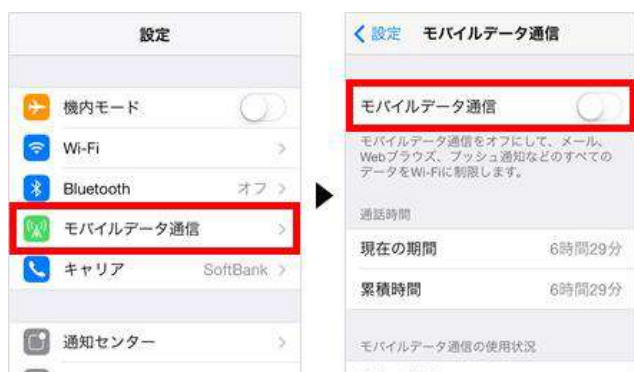 設定
機内モード
Wi-Fi
Bluetooth オフ
モバイルデータ通信
キャリア SoftBank
通知センター
設定 モバイルデータ通信
モバイルデータ通信
モバイルデータ通信をオフにして、メール、
Webブラウズ、プッシュ通知などのすべての
データをWi-Fiに制限します。
通話時間
現在の期間 6時間29分
累積時間 6時間29分
モバイルデータ通信の使用状況